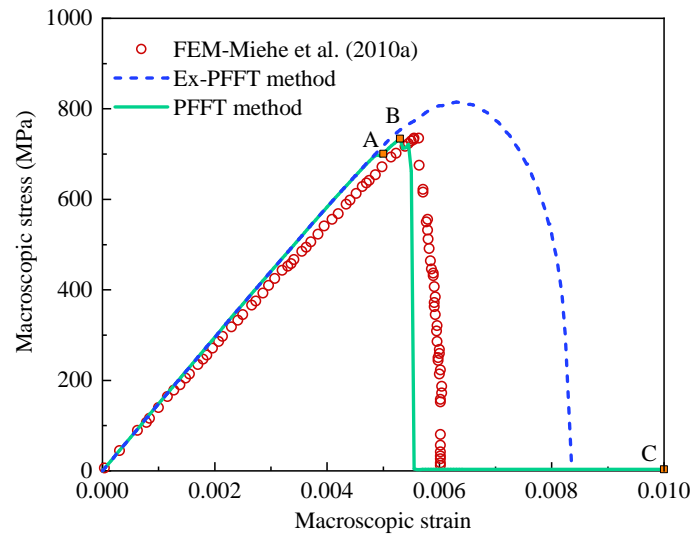 1000
800
600
400
200
0
Macroscopic stress (MPa)
FEM-Miehe et al. (2010a)
Ex-PFFT method
PFFT method
A
B
C
0.000
0.002
0.004
0.006
0.008
0.010
Macroscopic strain